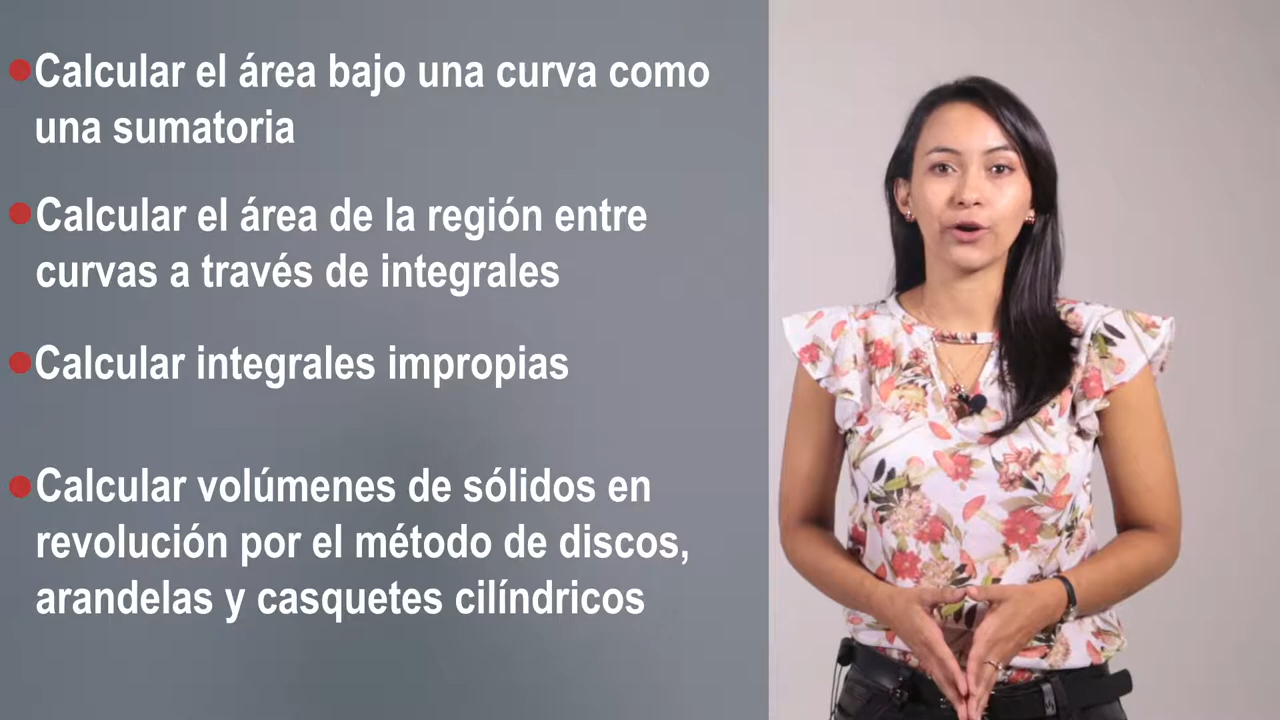 Calcular el área bajo una curva como
una sumatoria
Calcular el área de la región entre
curvas a través de integrales
Calcular integrales impropias
Calcular volúmenes de sólidos en
revolución por el método de discos,
arandelas y casquetes cilíndricos